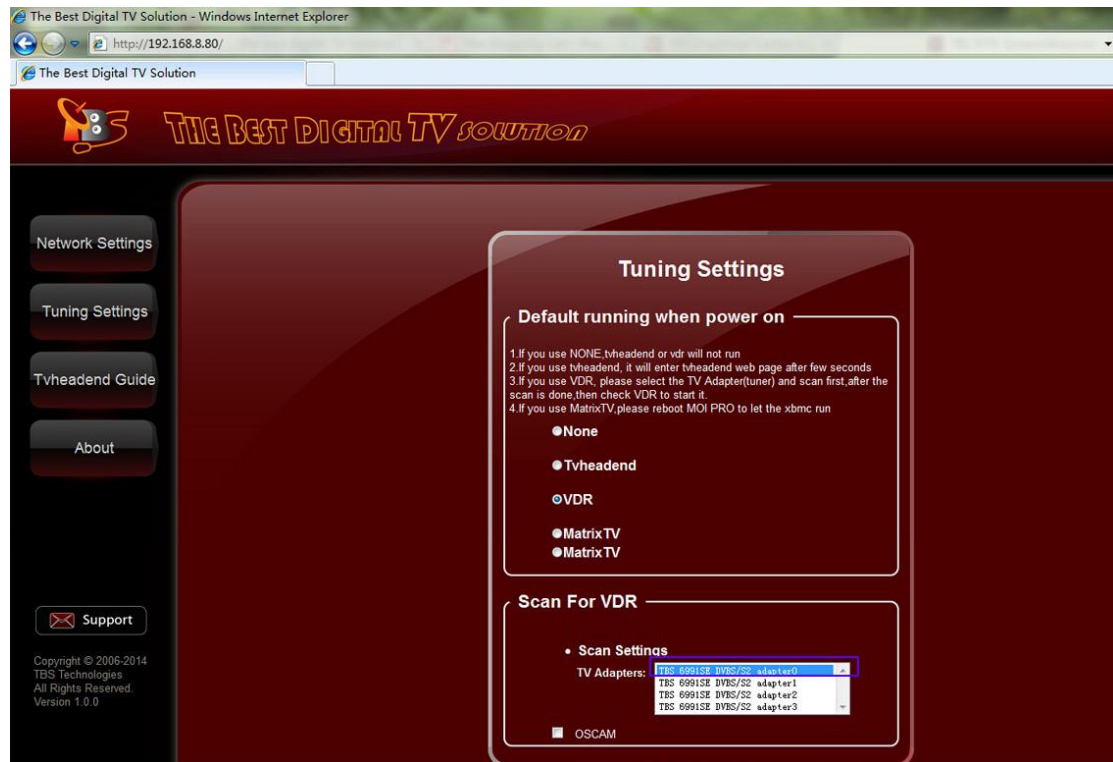 The Best Digital TV Solution - Windows Internet Explorer
http://192.168.8.80/
The Best Digital TV Solution
TBS THE BEST DIGITAL TV SOLUTION
Network Settings
Tuning Settings
Tvheadend Guide
About
Support
Copyright © 2006-2014
TBS Technologies
All Rights Reserved.
Version 1.0.0
Tuning Settings
Default running when power on
1.If you use NONE,tvheadend or vdr will not run
2.If you use tvheadend, it will enter tvheadend web page after few seconds
3.If you use VDR, please select the TV Adapter(tuner) and scan first,after the
scan is done,then check VDR to start it.
4.If you use MatrixTV,please reboot MOI PRO to let the xbmc run
None
Tvheadend
VDR
MatrixTV
MatrixTV
Scan For VDR
• Scan Settings
TV Adapters: TBS 6991SE DVBS/S2 adapter0
TBS 6991SE DVBS/S2 adapter1
TBS 6991SE DVBS/S2 adapter2
TBS 6991SE DVBS/S2 adapter3
OSCAM